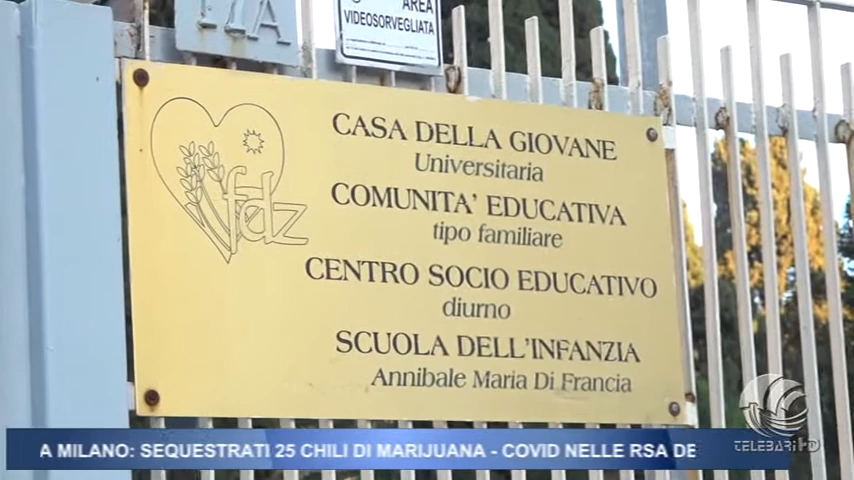 LIA
AREA
VIDEOSORVEGLIATA
fdz
CASA DELLA GIOVANE
Universitaria
COMUNITA' EDUCATIVA
tipo familiare
CENTRO SOCIO EDUCATIVO
diurno
SCUOLA DELL'INFANZIA
Annibale Maria Di Francia
TELEBARI HD
A MILANO: SEQUESTRATI 25 CHILI DI MARIJUANA - COVID NELLE RSA DE